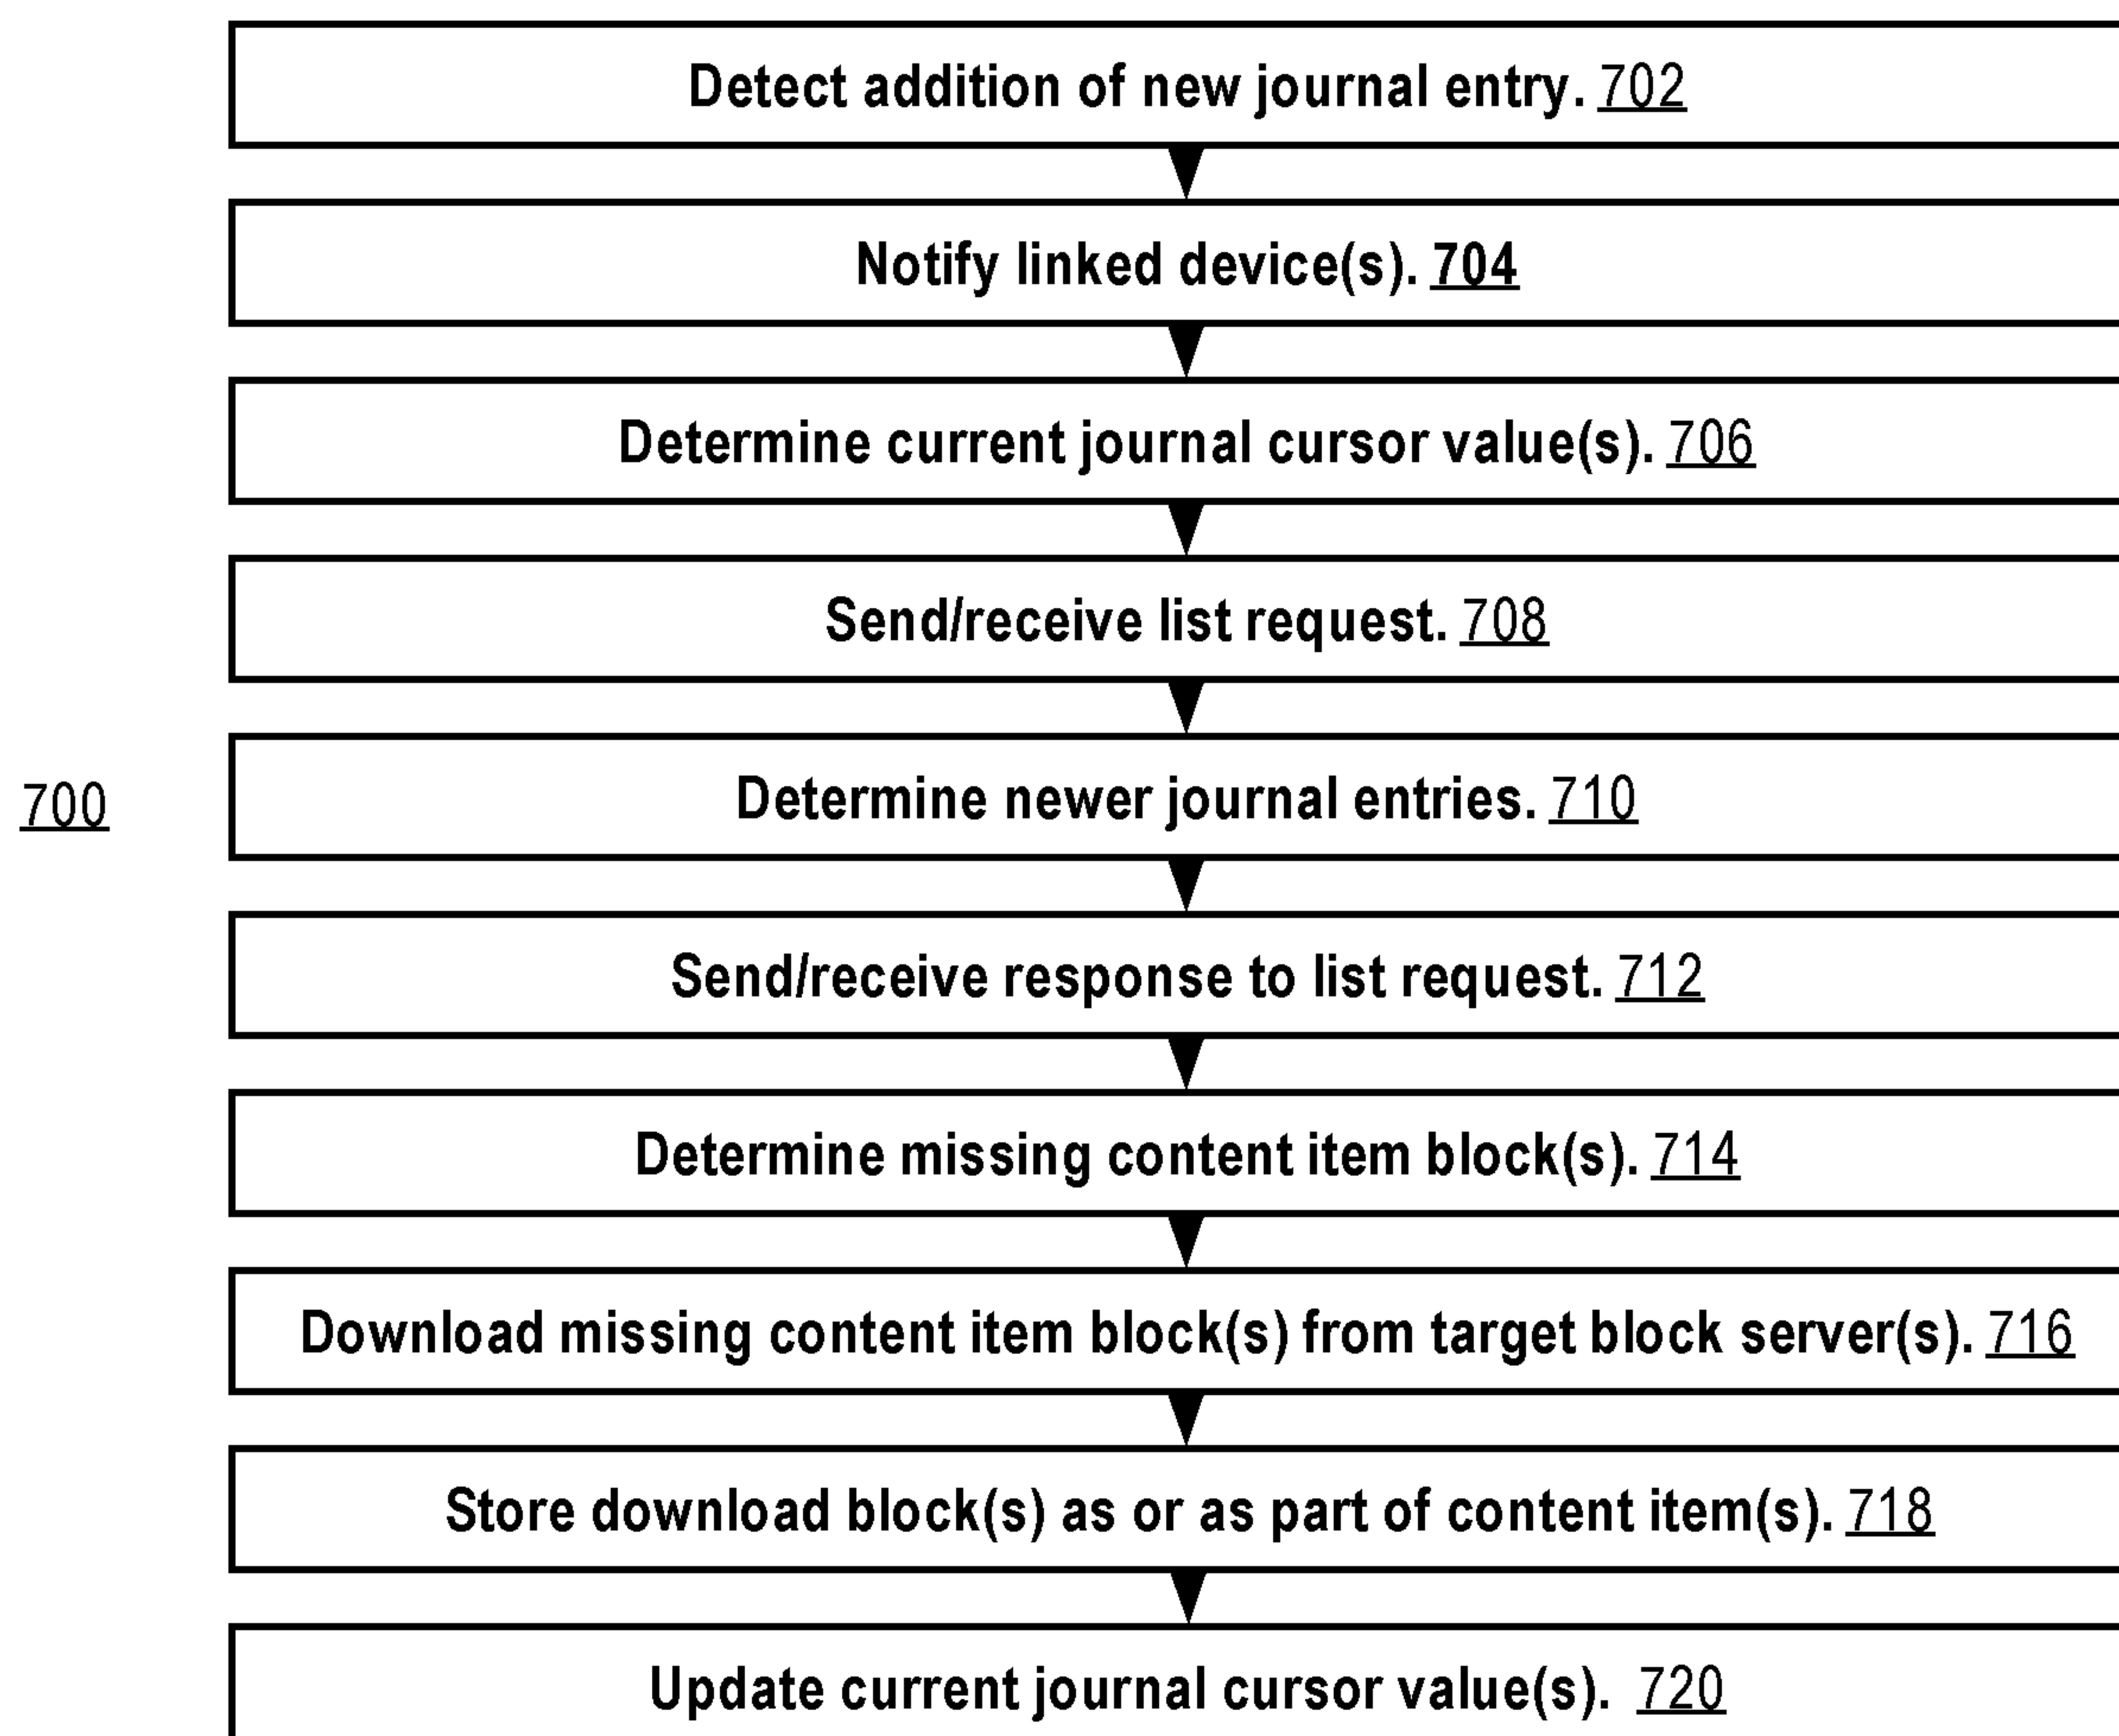 Detect addition of new journal entry. 702
Notify linked device(s). 704
Determine current journal cursor value(s). 706
Send/receive list request. 708
700
Determine newer journal entries. 710
Send/receive response to list request. 712
Determine missing content item block(s). 714
Download missing content item block(s) from target block server(s). 716
Store download block(s) as or as part of content item(s). 718
Update current journal cursor value(s). 720